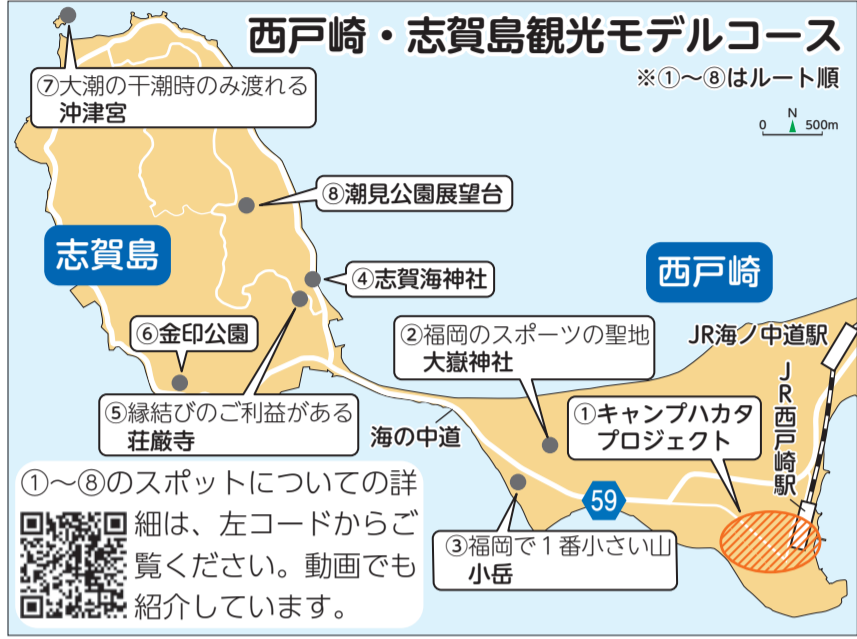 西戸崎・志賀島観光モデルコース
※①～⑧はルート順
N
0 500m
⑦大潮の干潮時のみ渡れる
沖津宮
⑧潮見公園展望台
志賀島
④志賀海神社
西戸崎
⑥金印公園
②福岡のスポーツの聖地
大嶽神社
JR海ノ中道駅
JR西戸崎駅
⑤縁結びのご利益がある
荘厳寺
海の中道
①キャンプハカタ
プロジェクト
59
③福岡で1番小さい山
小岳
①～⑧のスポットについての詳
細は、左コードからご
覧ください。動画でも
紹介しています。